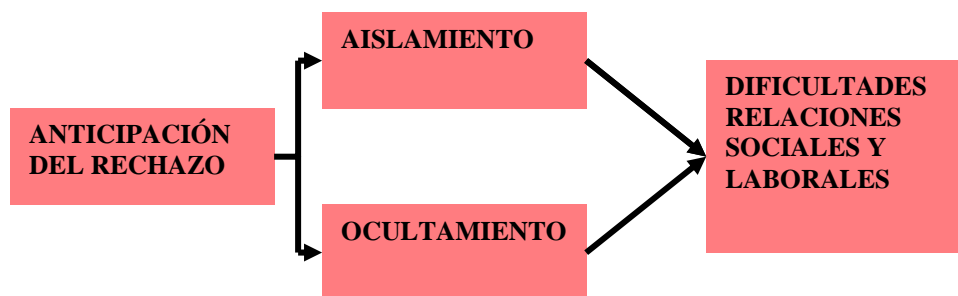 ANTICIPACIÓN
DEL RECHAZO
AISLAMIENTO
OCULTAMIENTO
DIFICULTADES
RELACIONES
SOCIALES Y
LABORALES